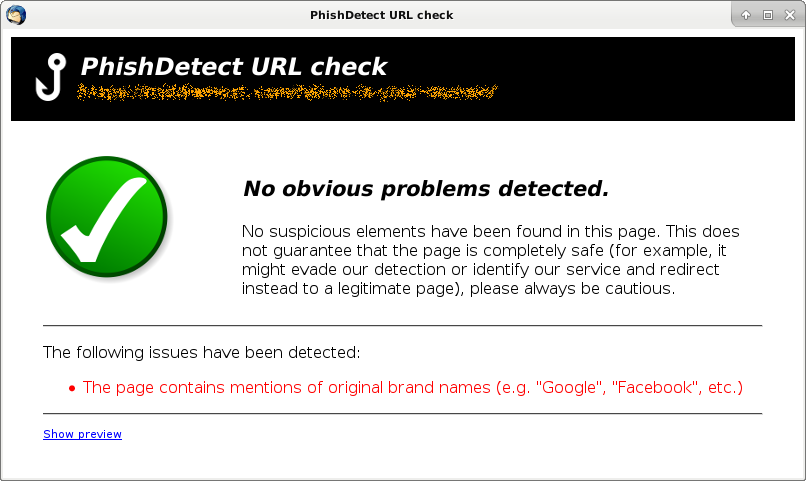 PhishDetect URL check
PhishDetect URL check
No obvious problems detected.
No suspicious elements have been found in this page. This does
not guarantee that the page is completely safe (for example, it
might evade our detection or identify our service and redirect
instead to a legitimate page), please always be cautious.
The following issues have been detected:
• The page contains mentions of original brand names (e.g. "Google", "Facebook", etc.)
Show preview